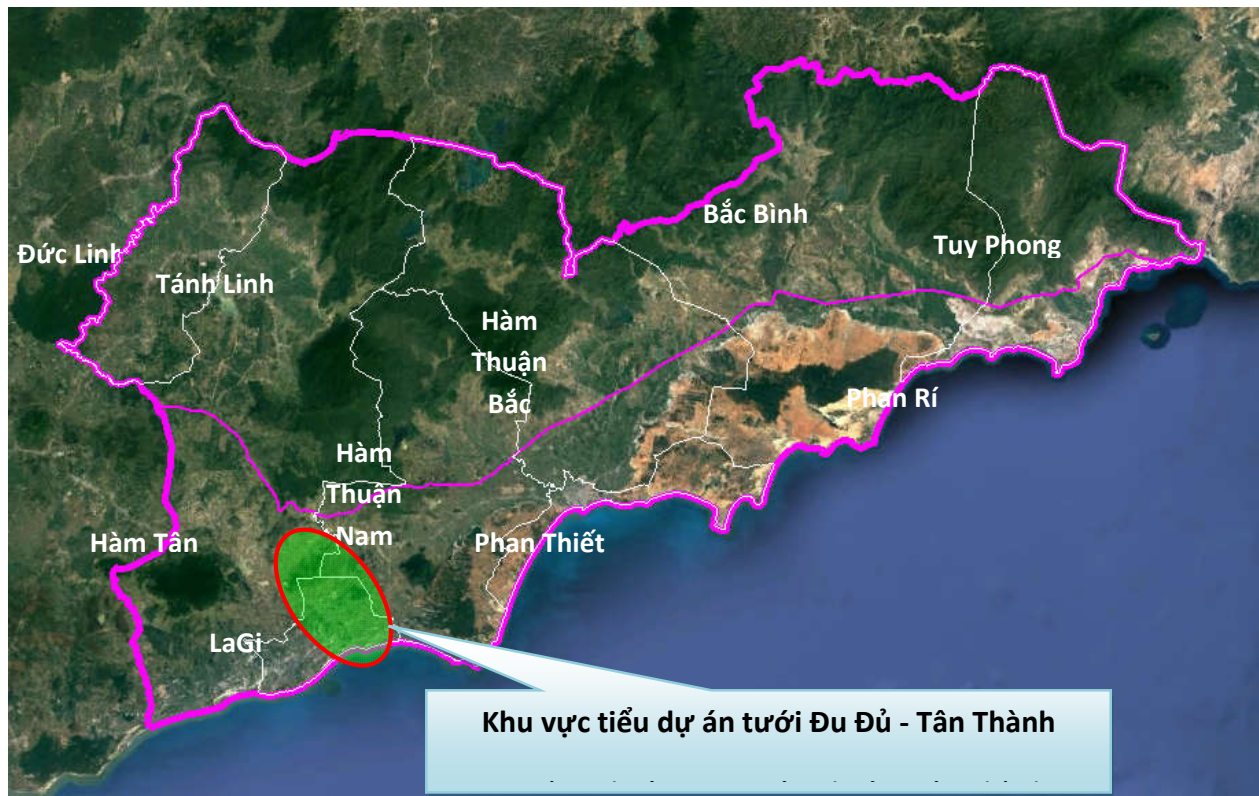 Bắc Bình
Tuy Phong
Đức Linh
Tánh Linh
Hàm
Thuận
Bắc
Phan Rí
Hàm
Thuận
Nam
Hàm Tân
Phan Thiết
LaGi
Khu vực tiểu dự án tưới Đu Đủ - Tân Thành